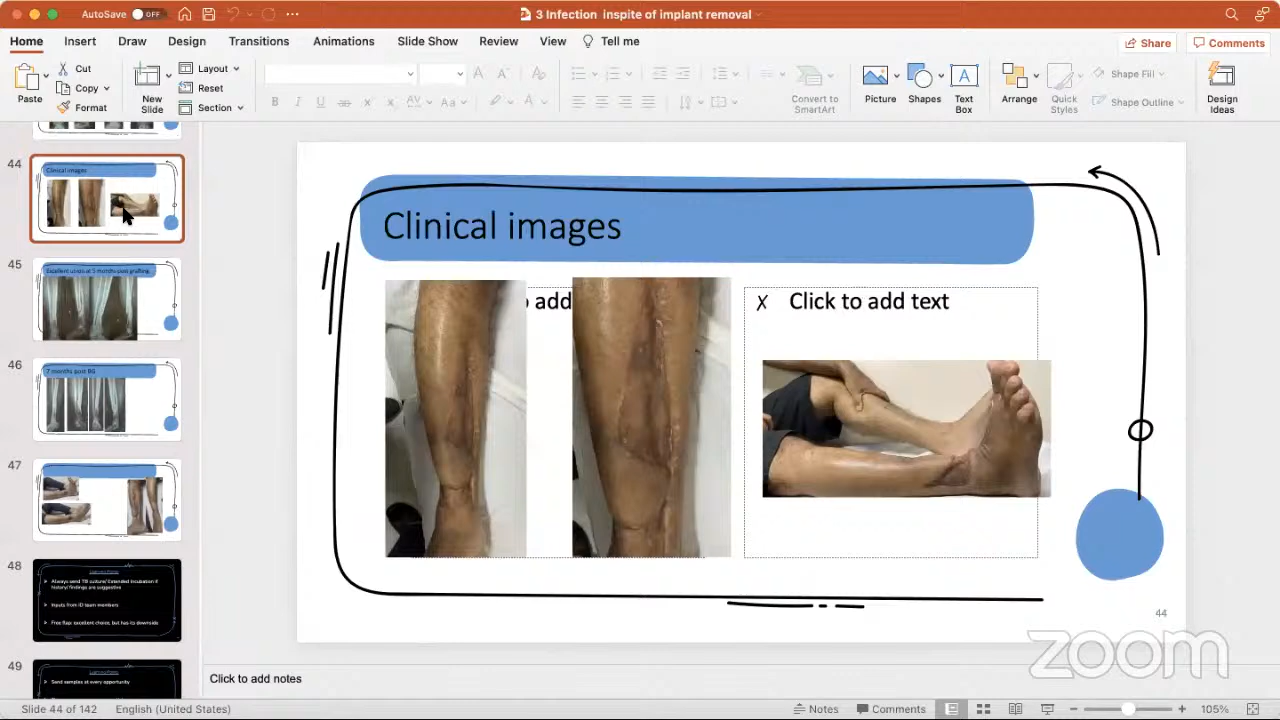 AutoSave OFF
3 Infection inspite of implant removal
Home Insert Draw Design Transitions Animations Slide Show Review View Tell me
Share Comments
Paste
Cut
Copy
Format
New Slide
Layout
Reset
Section
Convert to SmartArt
Picture
Shapes
Text Box
Arrange
Quick Styles
Shape Fill
Shape Outline
Design Ideas
44
Clinical images
45
Excellent union at 5 months post grafting
46
7 months post BG
47
48
Always send TB culture/ Extended incubation if
history/ findings are suggestive
Inputs from ID team members
Free flap: excellent choice, but has its downside
49
Send samples at every opportunity
Clinical images
add
Click to add text
44
zoom
Click to add notes
Slide 44 of 142 English (United States) Notes Comments 105%